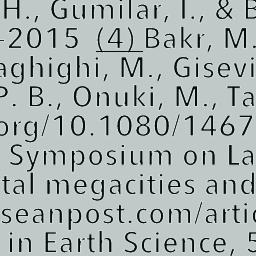 H., Gumilar, I., & B
-2015 (4) Bakr, M.
aghighi, M., Gisevi
P. B., Onuki, M., Ta
org/10.1080/1467
Symposium on La
tal megacities and
seanpost.com/artic
in Earth Science, 5